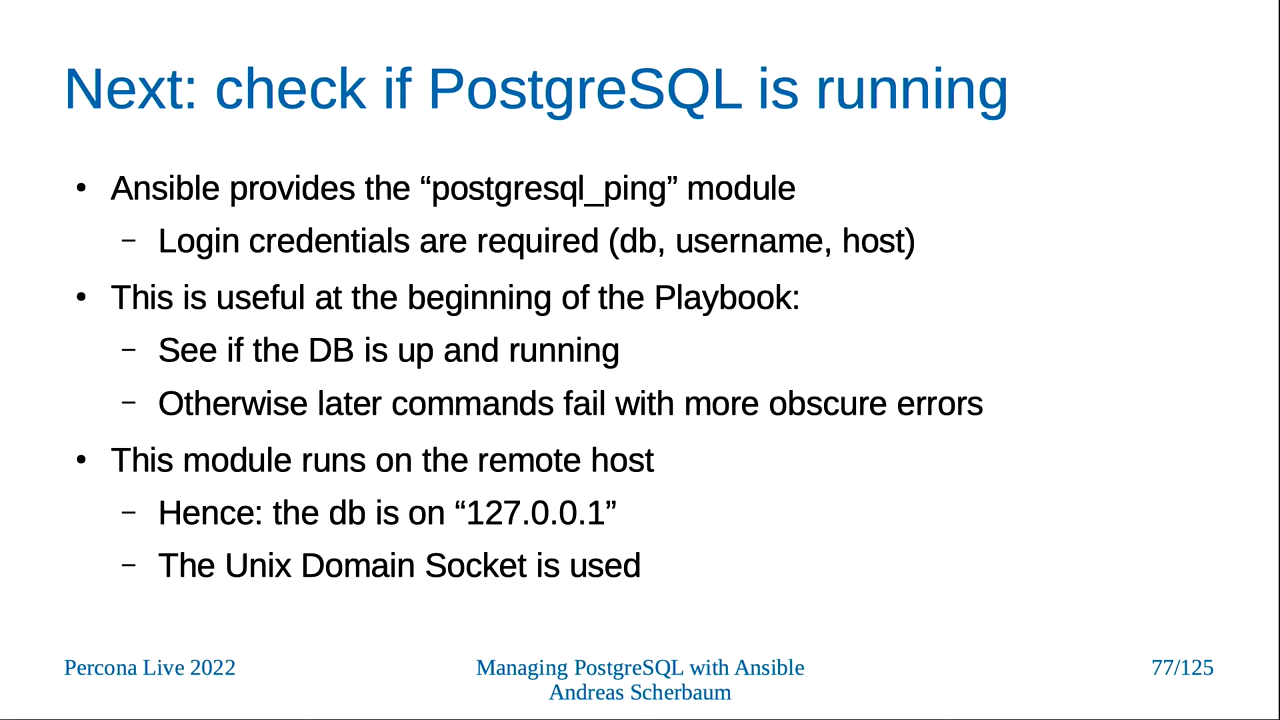 Next: check if PostgreSQL is running
• Ansible provides the “postgresql_ping” module
– Login credentials are required (db, username, host)
• This is useful at the beginning of the Playbook:
– See if the DB is up and running
– Otherwise later commands fail with more obscure errors
• This module runs on the remote host
– Hence: the db is on “127.0.0.1”
– The Unix Domain Socket is used
Percona Live 2022
Managing PostgreSQL with Ansible
Andreas Scherbaum
77/125